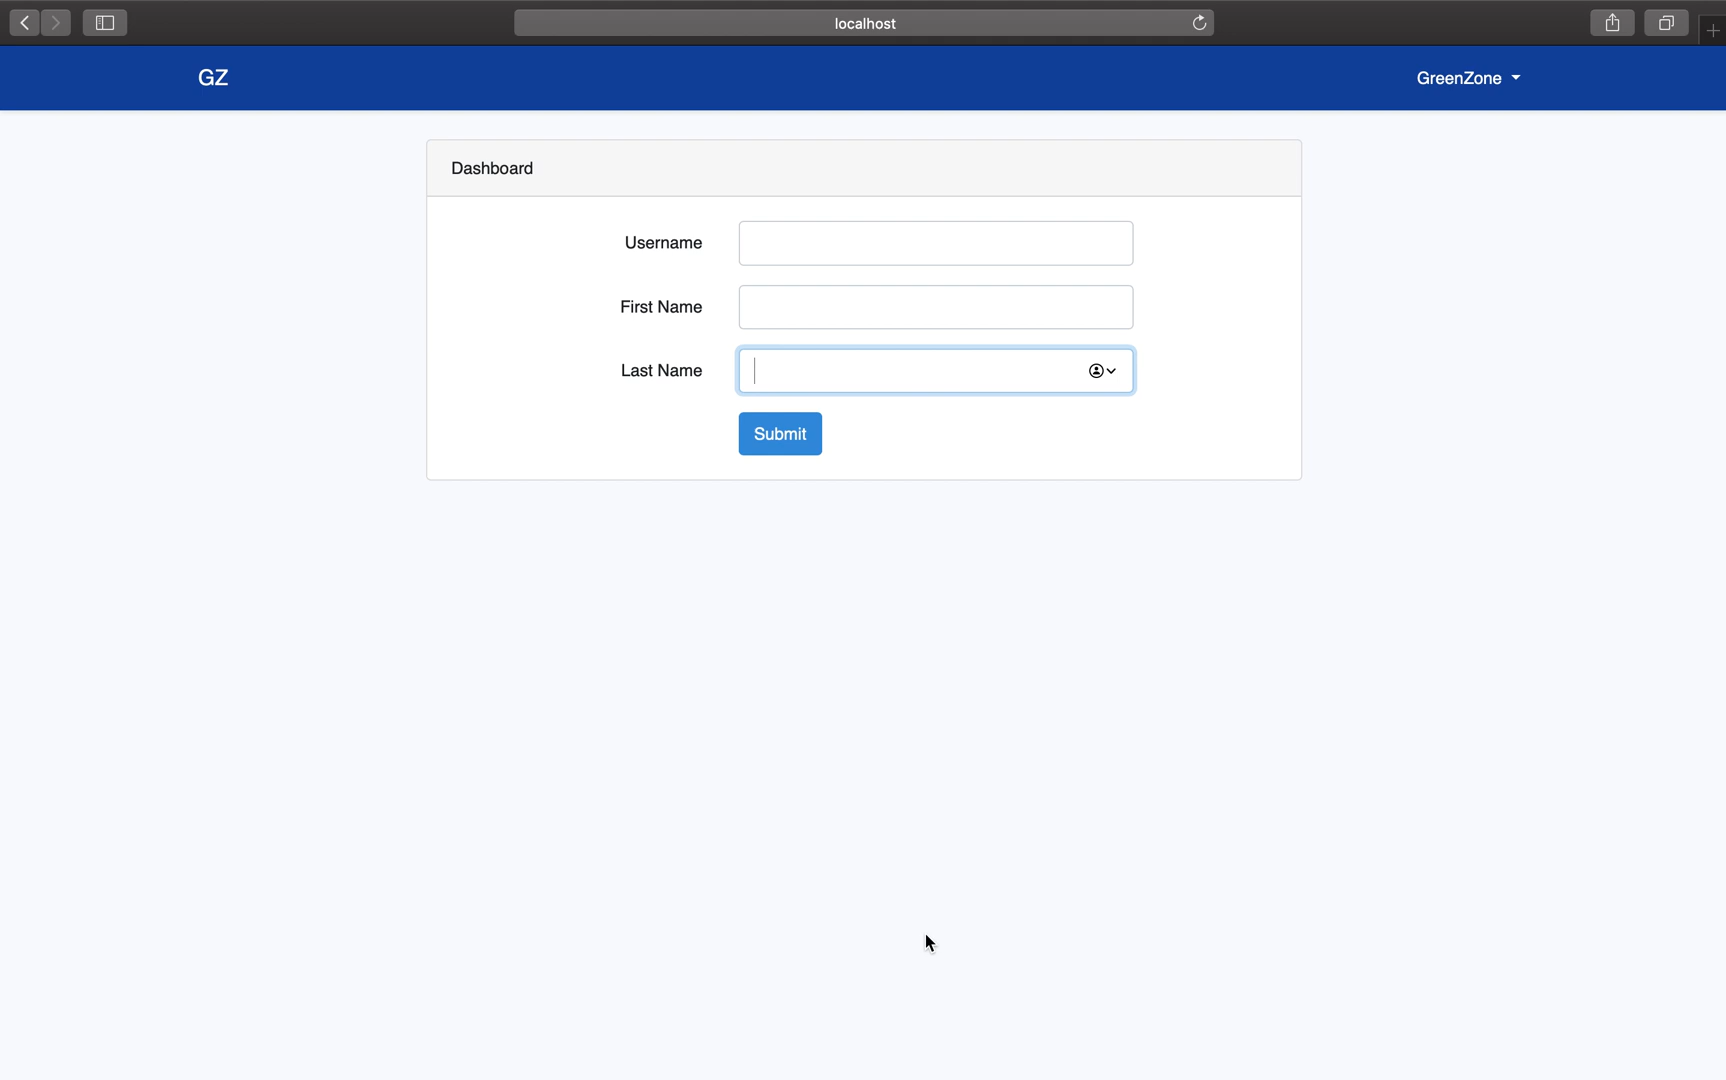 localhost
GZ
GreenZone
Dashboard
Username
First Name
Last Name
Submit